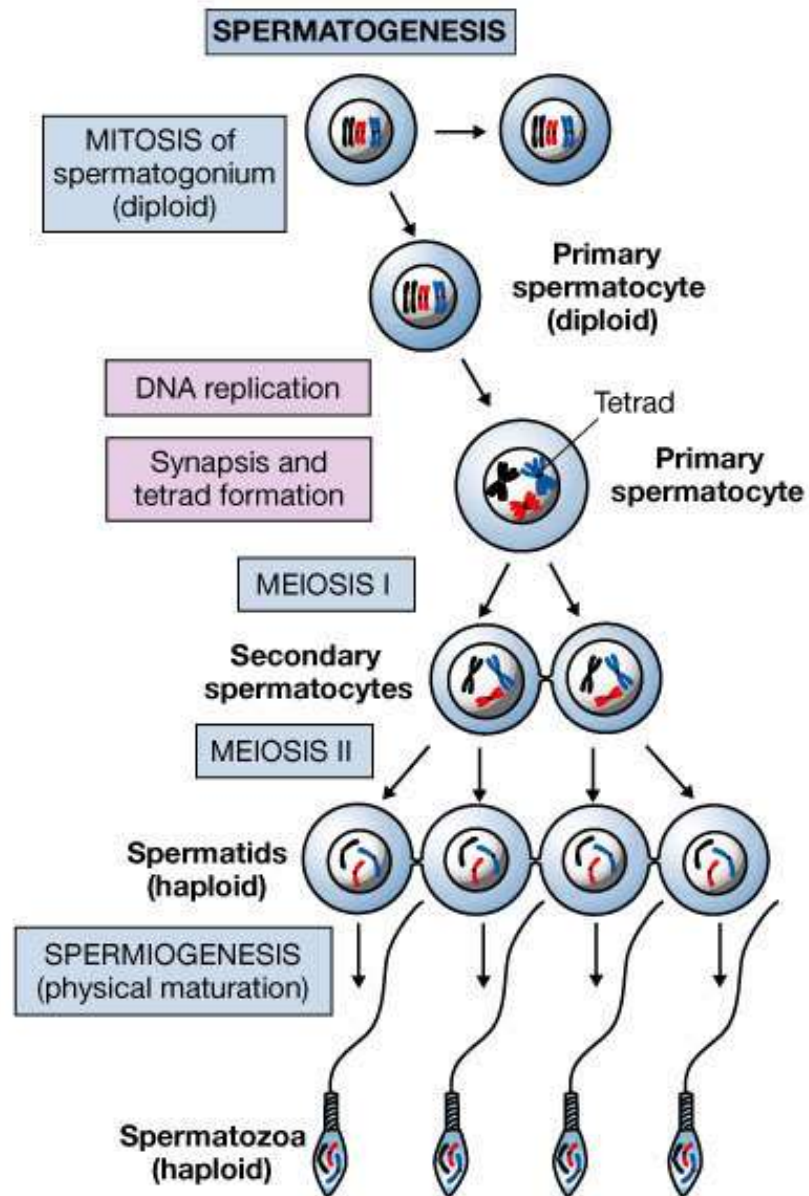 SPERMATOGENESIS
MITOSIS of
spermatogonium
(diploid)
Primary
spermatocyte
(diploid)
DNA replication
Tetrad
Synapsis and
tetrad formation
Primary
spermatocyte
MEIOSIS I
Secondary
spermatocytes
MEIOSIS II
Spermatids
(haploid)
SPERMIOGENESIS
(physical maturation)
Spermatozoa
(haploid)